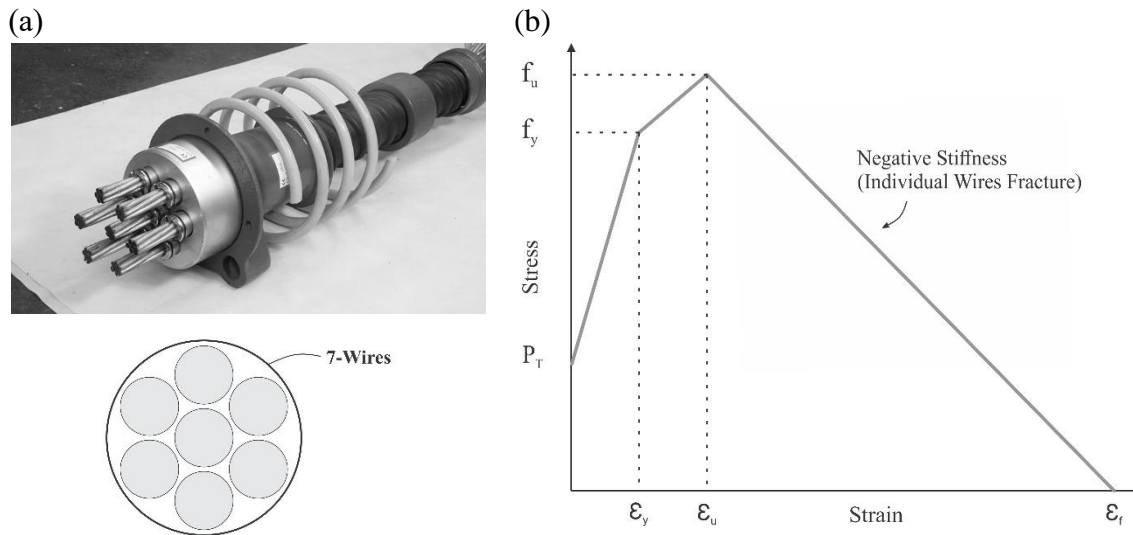 (a)
7-Wires
(b)
f_u
f_y
Stress
P_T
Negative Stiffness
(Individual Wires Fracture)
ε_y
ε_u
Strain
ε_f